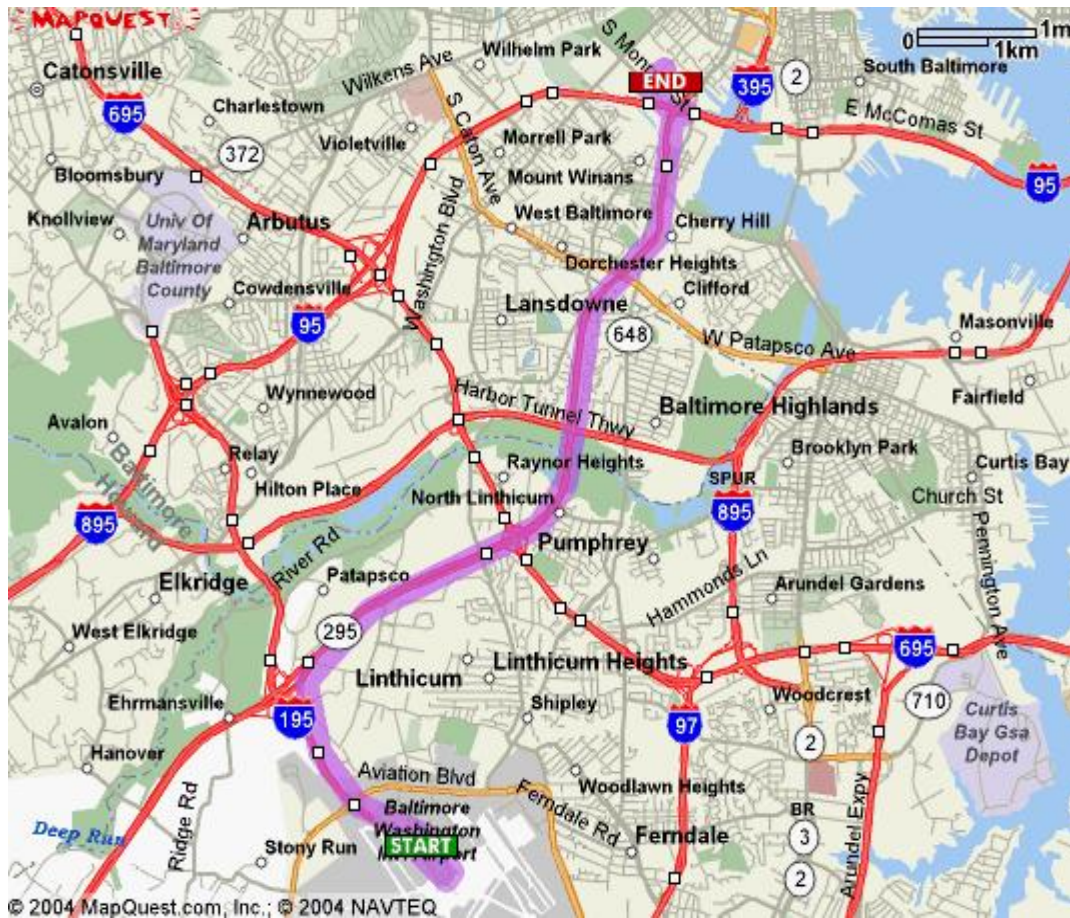 MAPQUEST
0
1m
1km
Wilhelm Park
S Monroe St
END
395
2
South Baltimore
Catonsville
Wilkens Ave
Charlestown
695
S Caton Ave
E McComas St
Violetville
Morrell Park
372
Mount Winans
95
Bloomsbury
Knollview
Univ Of
Maryland
Baltimore
County
Arbutus
Washington Blvd
West Baltimore
Cherry Hill
Dorchester Heights
Cowdensville
Lansdowne
Clifford
95
648
W Patapsco Ave
Masonville
Wynnewood
Harbor Tunnel Thwy
Baltimore Highlands
Fairfield
Avalon
Relay
Hilton Place
Raynor Heights
Brooklyn Park
Curtis Bay
Baltimore
Howard
North Linthicum
SPUR
895
Church St
895
River Rd
Pumphrey
Pennington Ave
Elkridge
Patapsco
Hammonds Ln
Arundel Gardens
West Elkridge
295
Linthicum
Linthicum Heights
695
Ehrmansville
195
Shipley
97
Woodcrest
710
Curtis
Bay Gsa
Depot
Hanover
2
Aviation Blvd
Woodlawn Heights
Ridge Rd
Baltimore
Washington
Int'l Airport
START
Ferndale Rd
Ferndale
BR
3
2
Arundel Expy
Deep Run
Stony Run
© 2004 MapQuest.com, Inc.; © 2004 NAVTEQ